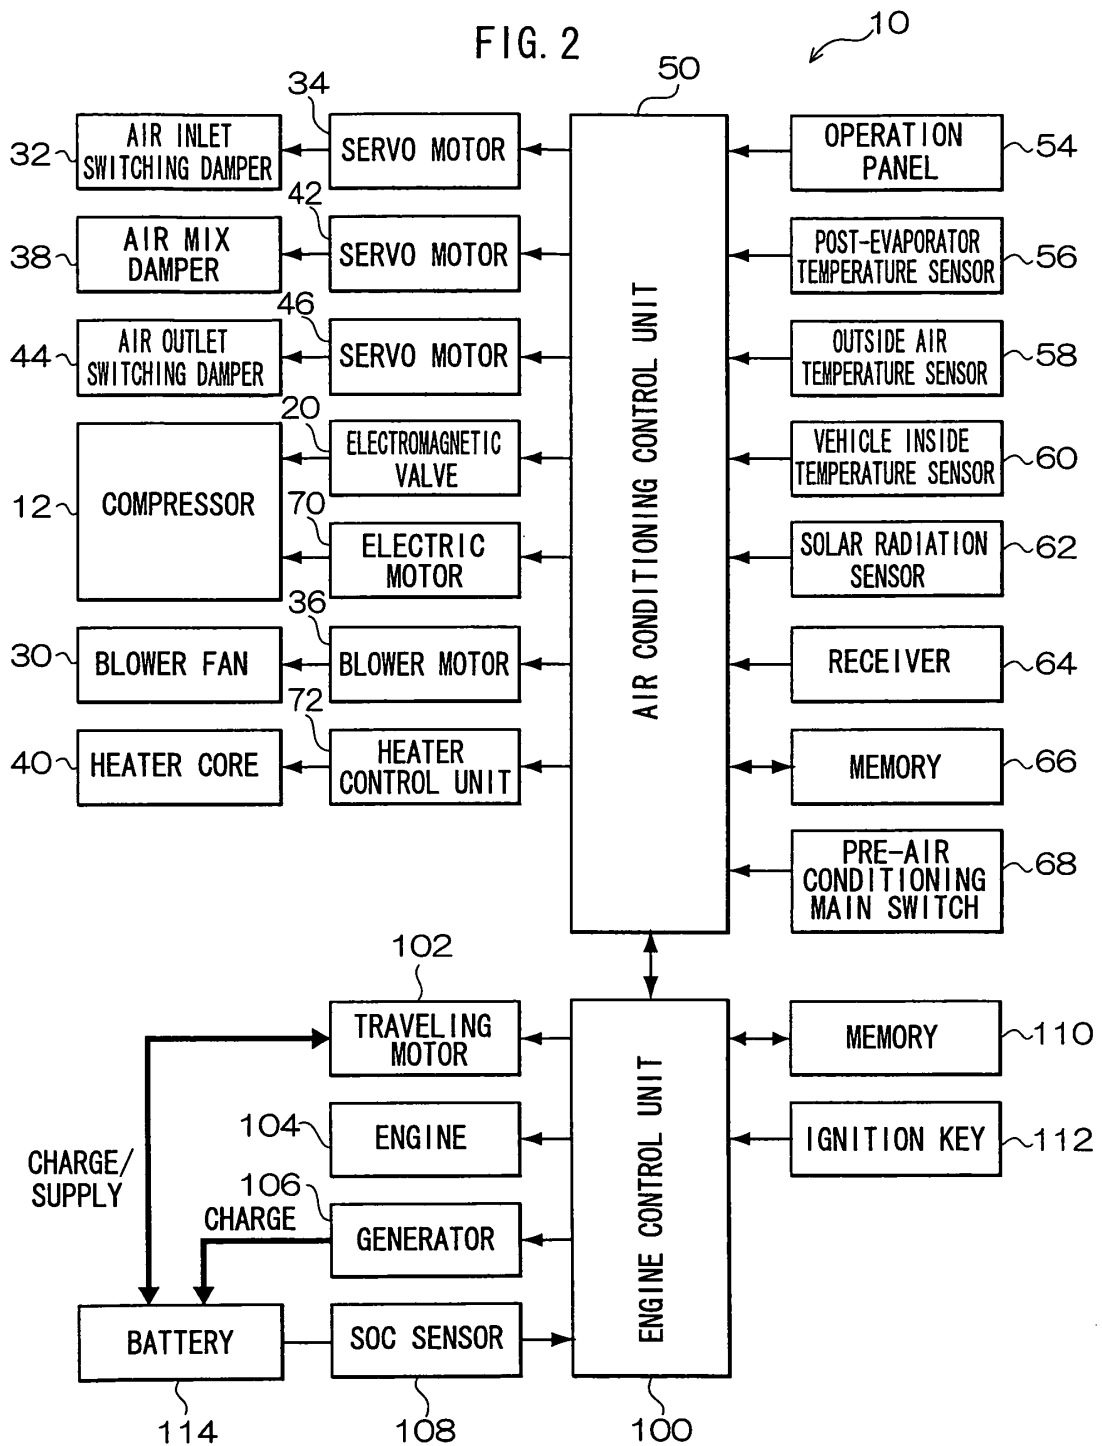 FIG. 2
10
50
34
32
AIR INLET
SWITCHING DAMPER
SERVO MOTOR
OPERATION
PANEL
54
42
38
AIR MIX
DAMPER
SERVO MOTOR
POST-EVAPORATOR
TEMPERATURE SENSOR
56
46
44
AIR OUTLET
SWITCHING DAMPER
SERVO MOTOR
OUTSIDE AIR
TEMPERATURE SENSOR
58
20
12
COMPRESSOR
ELECTROMAGNETIC
VALVE
VEHICLE INSIDE
TEMPERATURE SENSOR
60
70
ELECTRIC
MOTOR
SOLAR RADIATION
SENSOR
62
36
30
BLOWER FAN
BLOWER MOTOR
RECEIVER
64
72
40
HEATER CORE
HEATER
CONTROL UNIT
MEMORY
66
AIR CONDITIONING CONTROL UNIT
PRE-AIR
CONDITIONING
MAIN SWITCH
68
102
TRAVELING
MOTOR
MEMORY
110
104
ENGINE
IGNITION KEY
112
CHARGE/
SUPPLY
106
CHARGE
GENERATOR
ENGINE CONTROL UNIT
BATTERY
SOC SENSOR
114
108
100